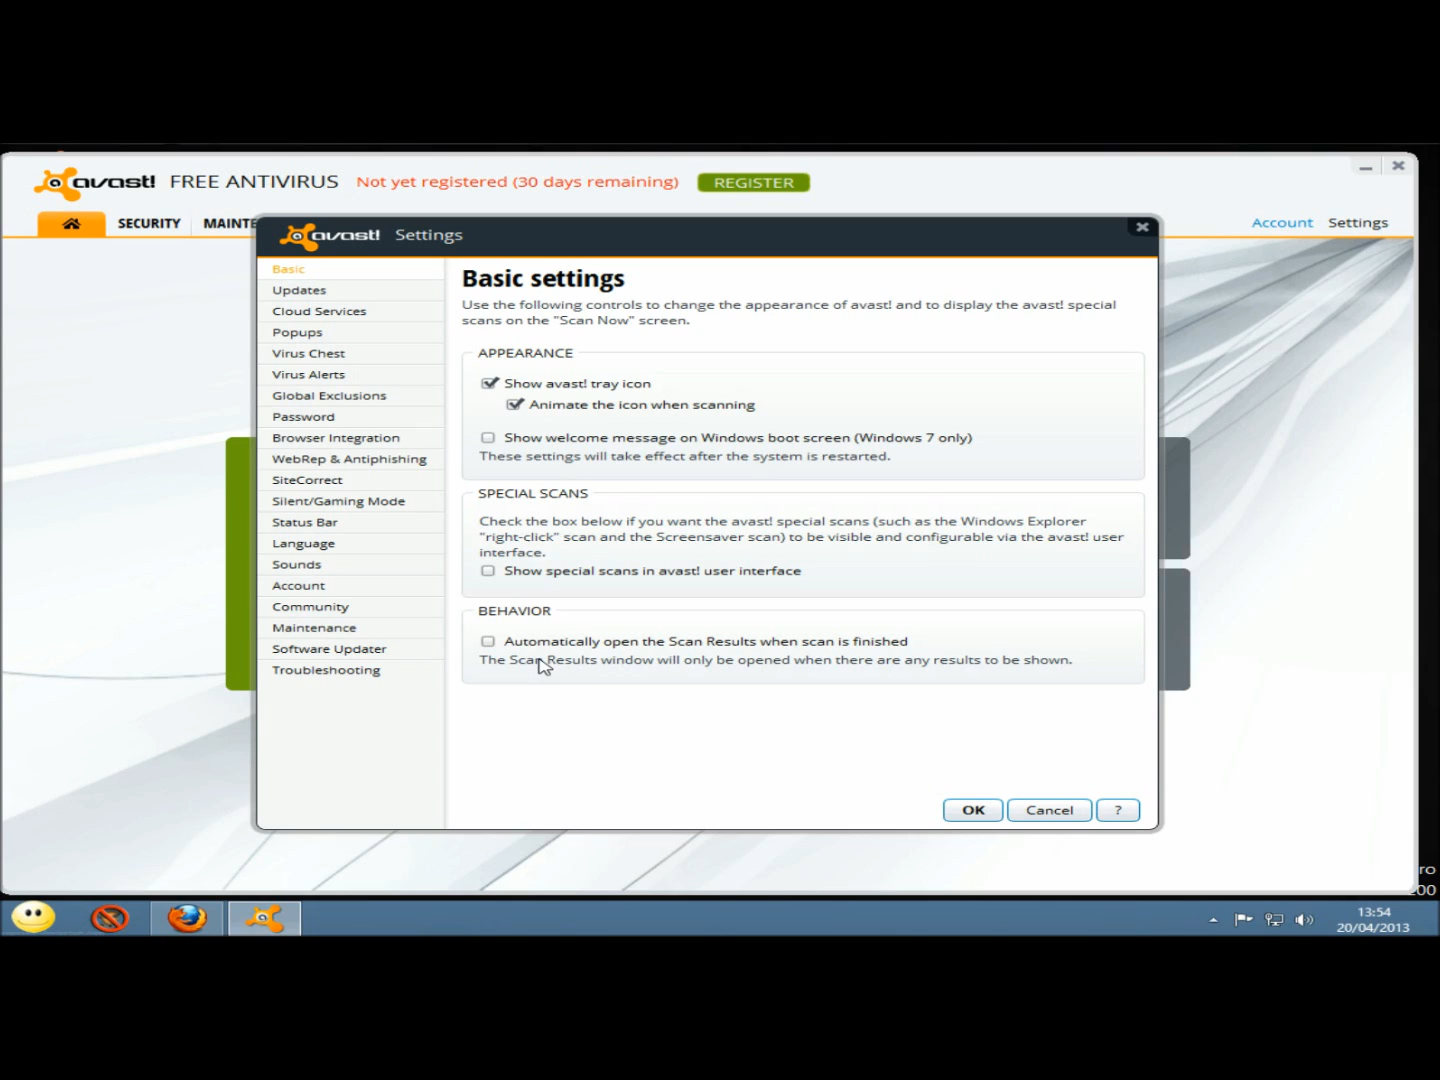 avast! FREE ANTIVIRUS Not yet registered (30 days remaining) REGISTER
SECURITY MAINTE Account Settings
avast! Settings
Basic
Updates
Cloud Services
Popups
Virus Chest
Virus Alerts
Global Exclusions
Password
Browser Integration
WebRep & Antiphishing
SiteCorrect
Silent/Gaming Mode
Status Bar
Language
Sounds
Account
Community
Maintenance
Software Updater
Troubleshooting
Basic settings
Use the following controls to change the appearance of avast! and to display the avast! special
scans on the "Scan Now" screen.
APPEARANCE
Show avast! tray icon
Animate the icon when scanning
Show welcome message on Windows boot screen (Windows 7 only)
These settings will take effect after the system is restarted.
SPECIAL SCANS
Check the box below if you want the avast! special scans (such as the Windows Explorer
"right-click" scan and the Screensaver scan) to be visible and configurable via the avast! user
interface.
Show special scans in avast! user interface
BEHAVIOR
Automatically open the Scan Results when scan is finished
The Scan Results window will only be opened when there are any results to be shown.
OK Cancel ?
ro
00
13:54
20/04/2013